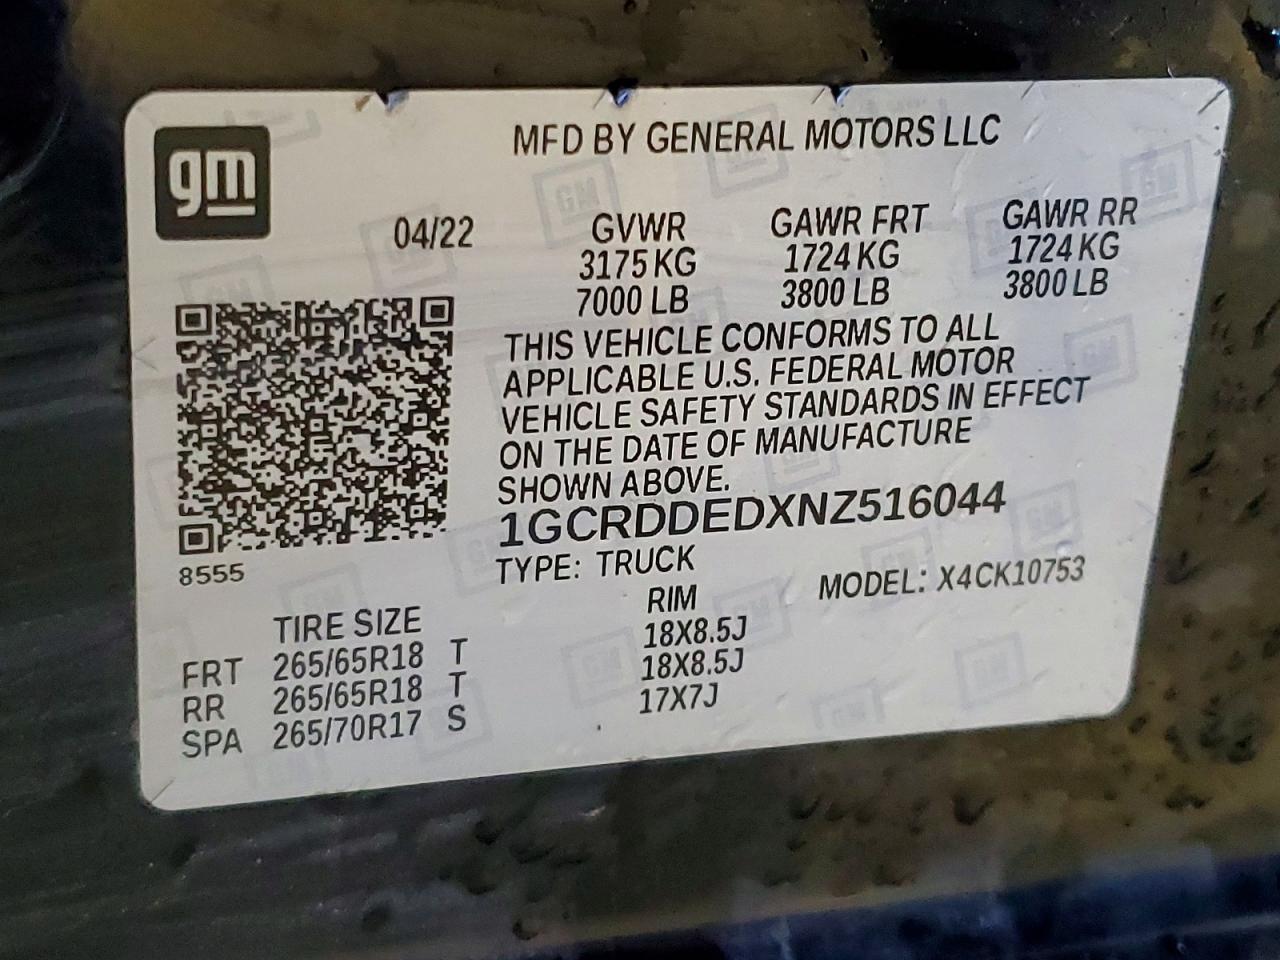 gm
MFD BY GENERAL MOTORS LLC
04/22 GVWR GAWR FRT GAWR RR
3175 KG 1724 KG 1724 KG
7000 LB 3800 LB 3800 LB
THIS VEHICLE CONFORMS TO ALL
APPLICABLE U.S. FEDERAL MOTOR
VEHICLE SAFETY STANDARDS IN EFFECT
ON THE DATE OF MANUFACTURE
SHOWN ABOVE.
1GCRDDEDXNZ516044
8555
TYPE: TRUCK MODEL: X4CK10753
TIRE SIZE RIM
FRT 265/65R18 T 18X8.5J
RR 265/65R18 T 18X8.5J
SPA 265/70R17 S 17X7J